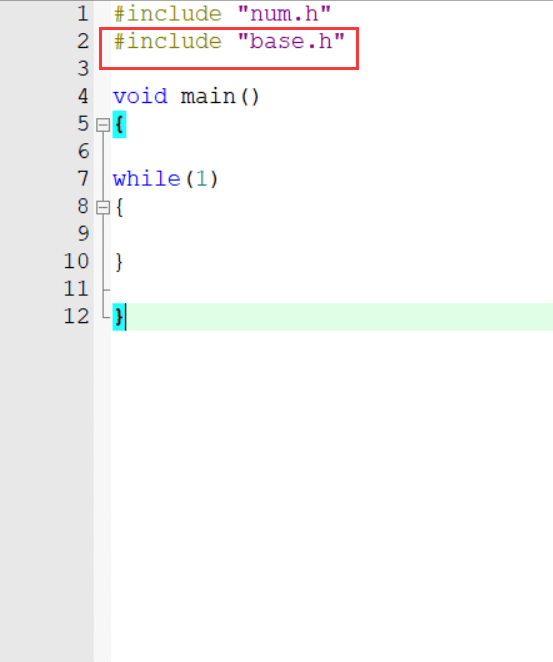 1 #include "num.h"
2 #include "base.h"
3
4 void main()
5 {
6
7 while(1)
8 {
9
10 }
11
12 }